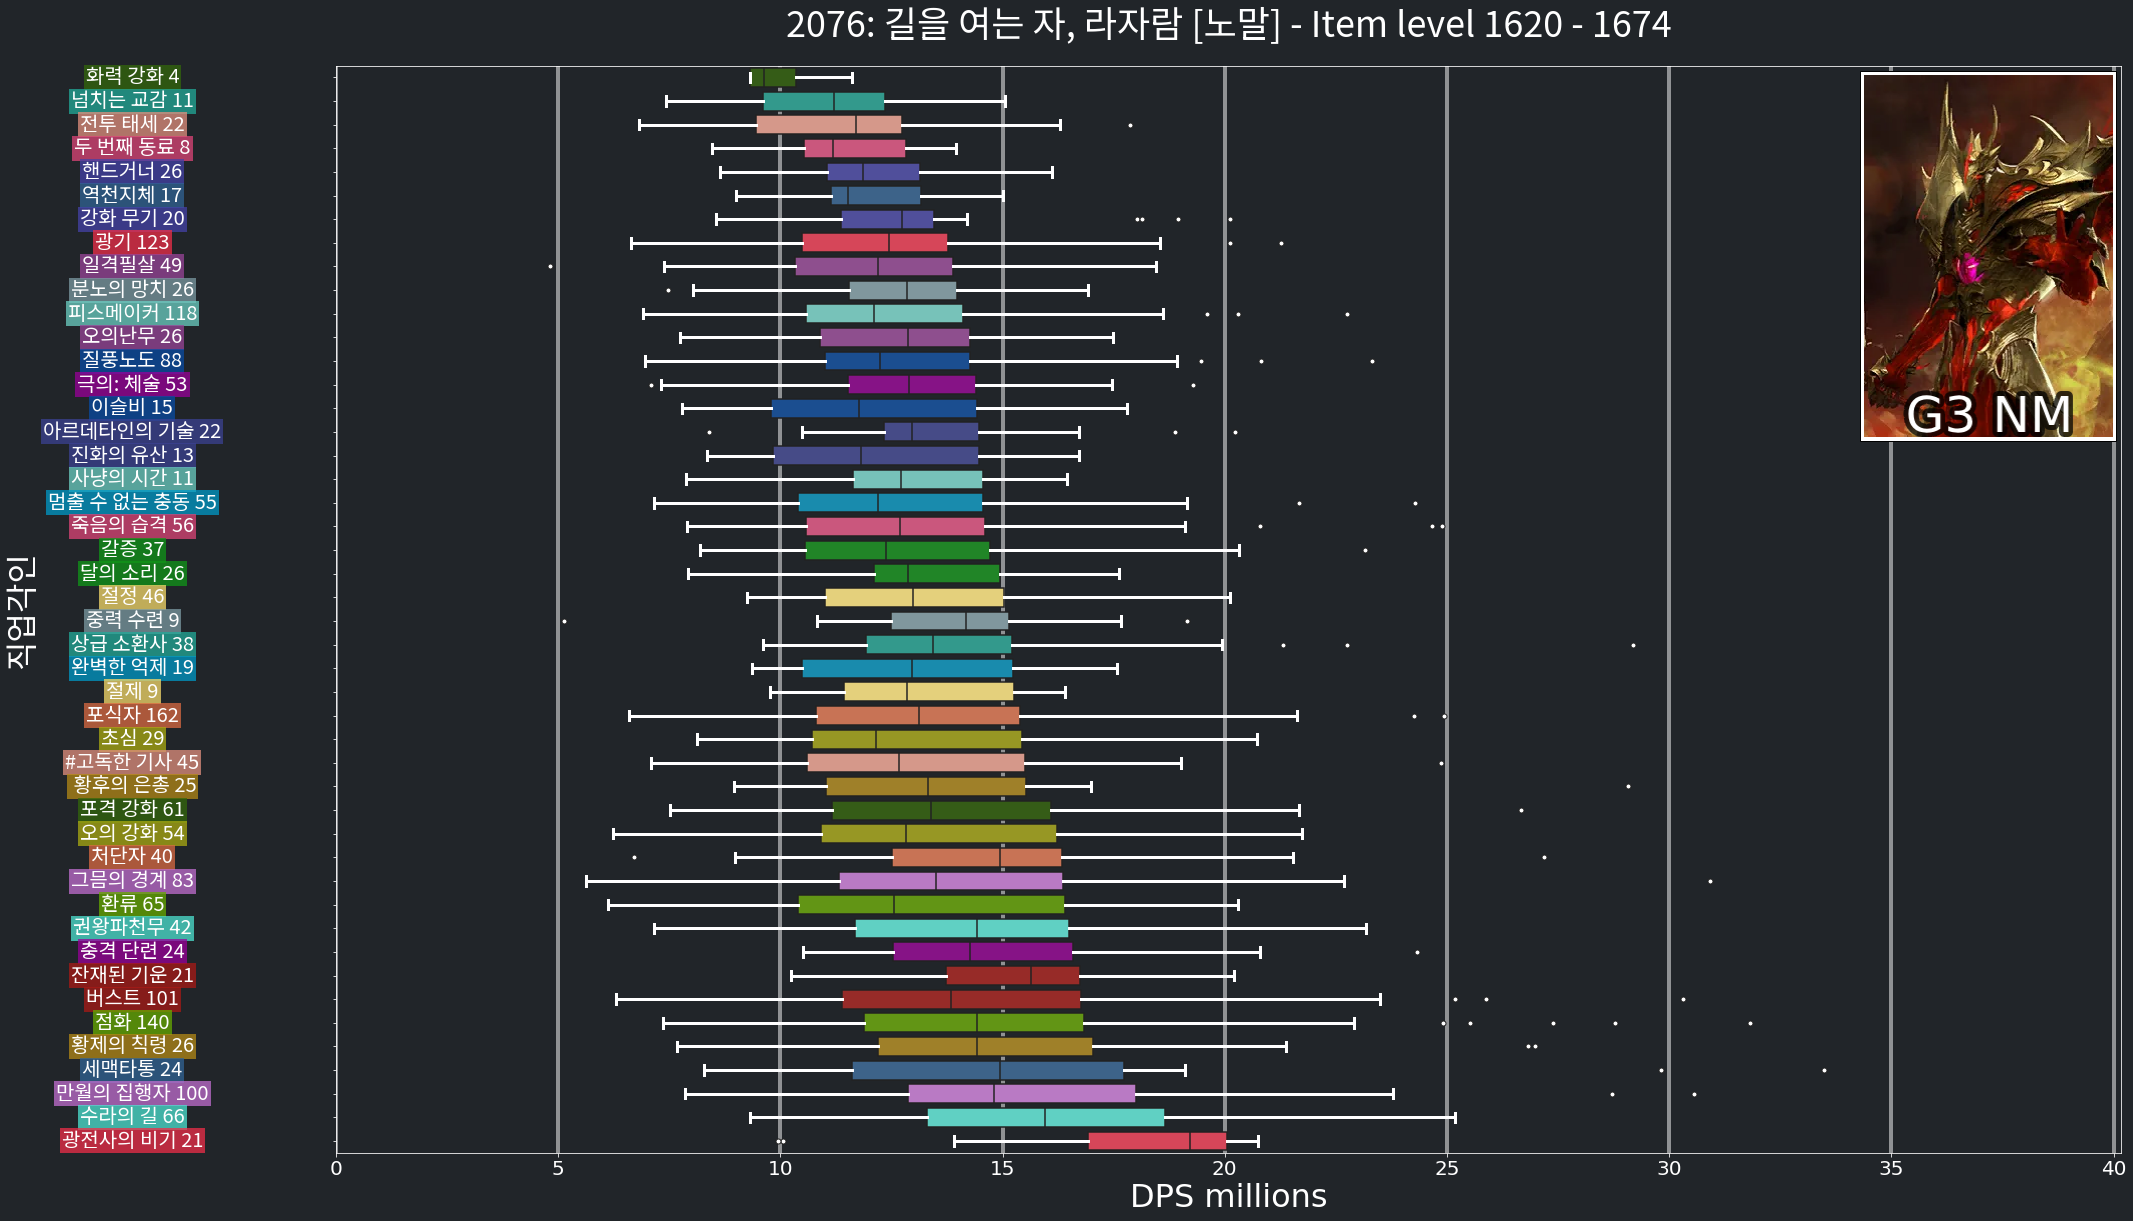 2076: 길을 여는 자, 라자람 [노말] - Item level 1620 - 1674
화력 강화 4
넘치는 교감 11
전투 태세 22
두 번째 동료 8
핸드거너 26
역천지체 17
강화 무기 20
광기 123
일격필살 49
분노의 망치 26
피스메이커 118
오의난무 26
질풍노도 88
극의: 체술 53
이슬비 15
아르데타인의 기술 22
진화의 유산 13
사냥의 시간 11
멈출 수 없는 충동 55
죽음의 습격 56
갈증 37
달의 소리 26
절정 46
중력 수련 9
상급 소환사 38
완벽한 억제 19
절제 9
포식자 162
초심 29
#고독한 기사 45
황후의 은총 25
포격 강화 61
오의 강화 54
처단자 40
그믐의 경계 83
환류 65
권왕파천무 42
충격 단련 24
잔재된 기운 21
버스트 101
점화 140
황제의 칙령 26
세맥타통 24
만월의 집행자 100
수라의 길 66
광전사의 비기 21
직업각인
G3 NM
0 5 10 15 20 25 30 35 40
DPS millions